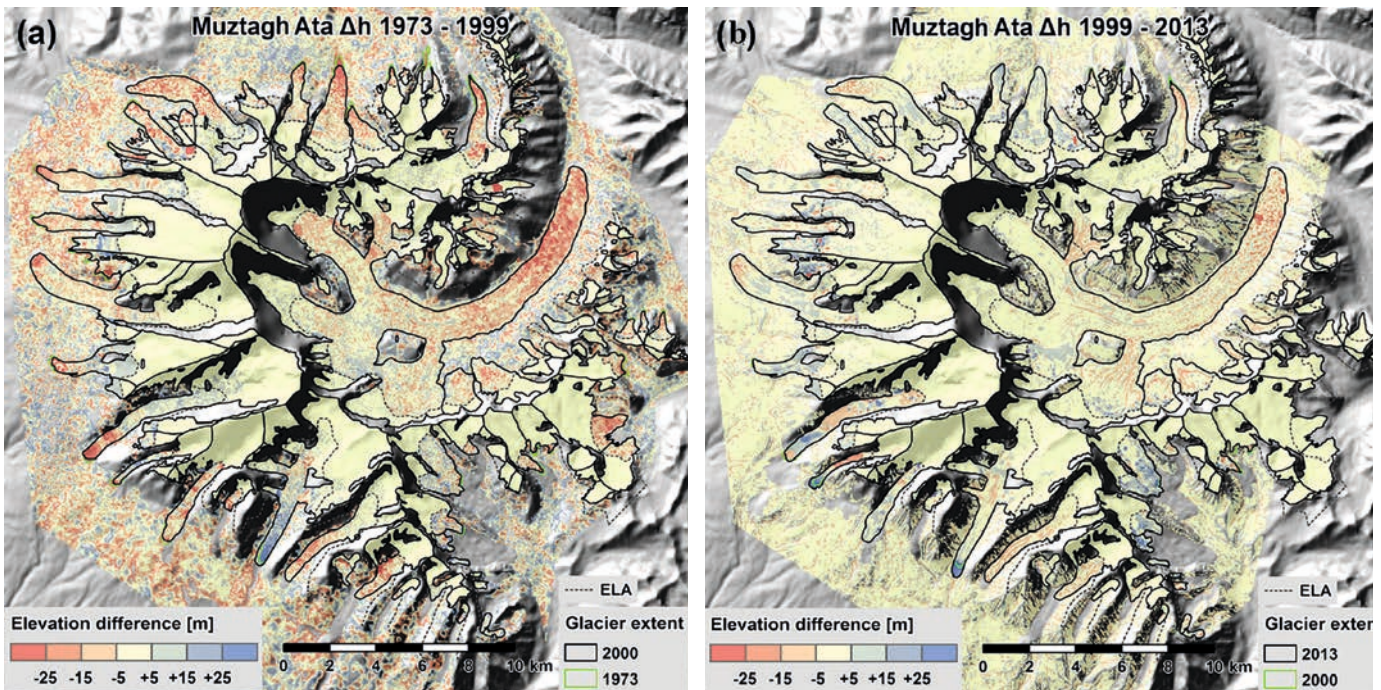 (a)
Muztagh Ata Δh 1973 - 1999
ELA
Elevation difference [m]
-25 -15 -5 +5 +15 +25
0 2 4 6 8 10 km
Glacier extent
2000
1973
(b)
Muztagh Ata Δh 1999 - 2013
ELA
Elevation difference [m]
-25 -15 -5 +5 +15 +25
0 2 4 6 8 10 km
Glacier exten
2013
2000